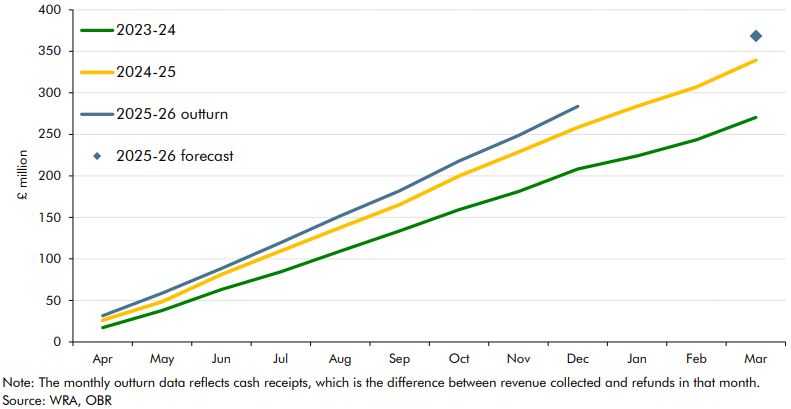 400
350
300
250
200
150
100
50
0
£ million
2023-24
2024-25
2025-26 outturn
2025-26 forecast
Apr May Jun Jul Aug Sep Oct Nov Dec Jan Feb Mar
Note: The monthly outturn data reflects cash receipts, which is the difference between revenue collected and refunds in that month.
Source: WRA, OBR